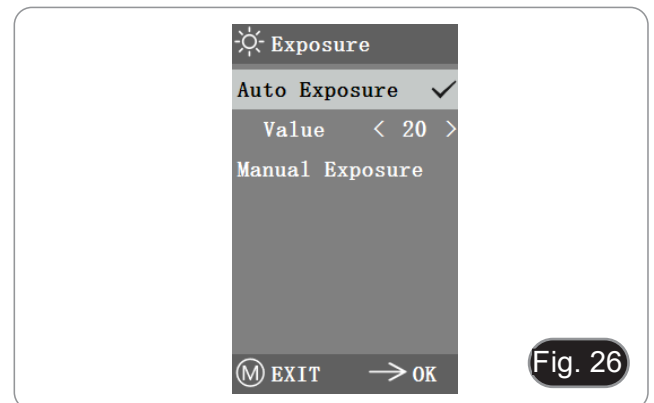 Exposure
Auto Exposure
Value < 20 >
Manual Exposure
M EXIT → OK
Fig. 26